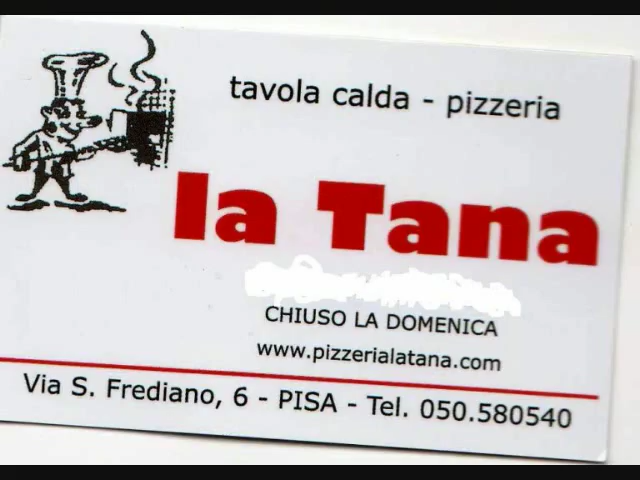 tavola calda - pizzeria
la Tana
CHIUSO LA DOMENICA
www.pizzerialatana.com
Via S. Frediano, 6 - PISA - Tel. 050.580540